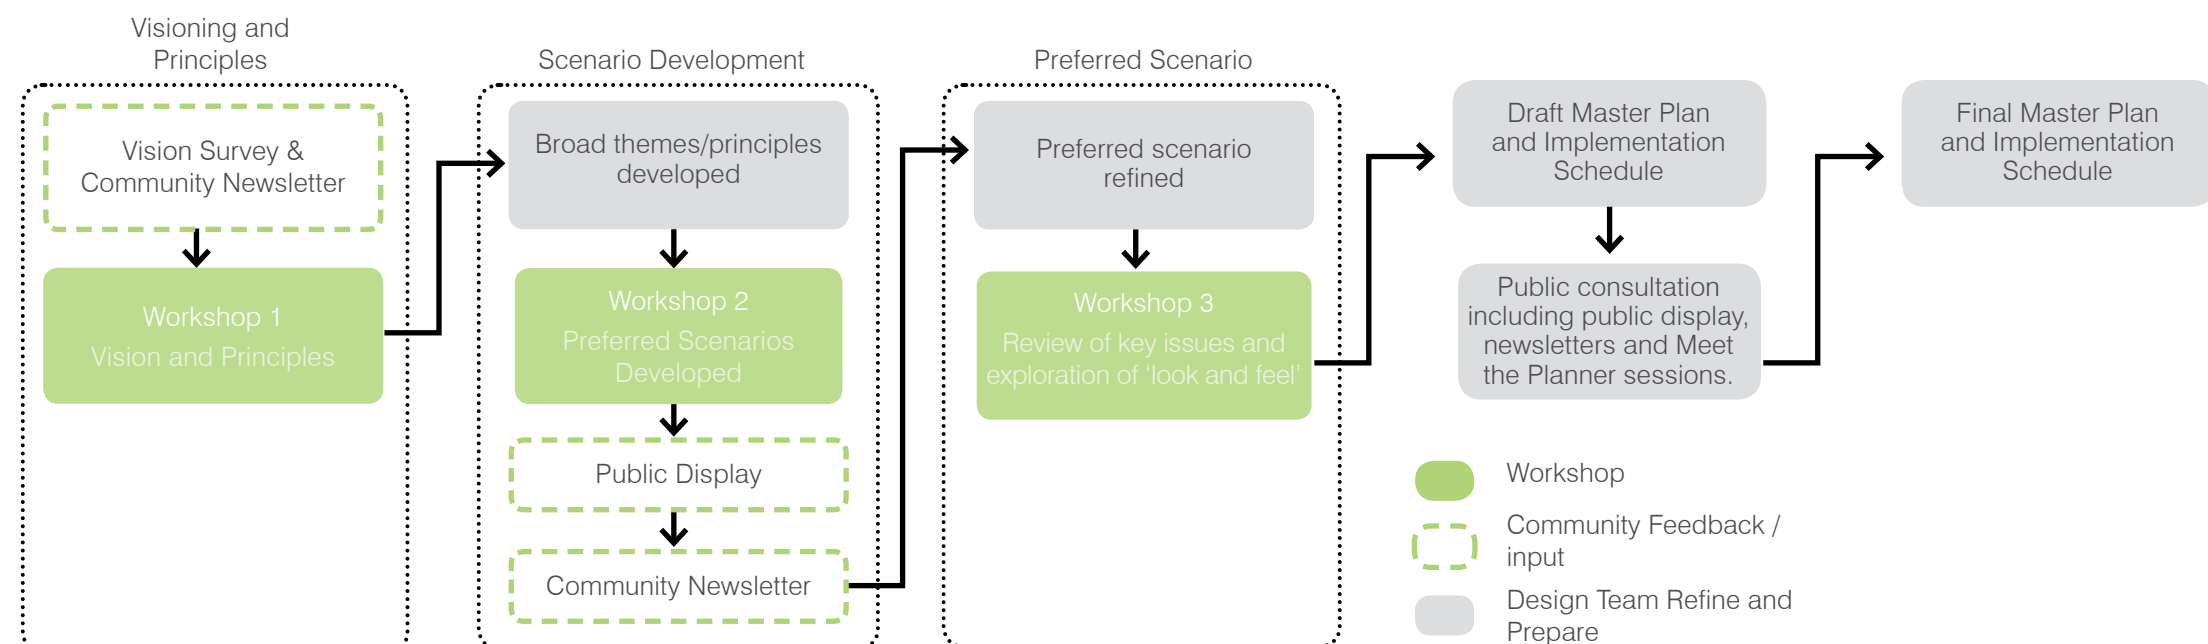 Visioning and
Principles
Vision Survey &
Community Newsletter
Workshop 1
Vision and Principles
Scenario Development
Broad themes/principles
developed
Workshop 2
Preferred Scenarios
Developed
Public Display
Community Newsletter
Preferred Scenario
Preferred scenario
refined
Workshop 3
Review of key issues and
exploration of ‘look and feel’
Draft Master Plan
and Implementation
Schedule
Public consultation
including public display,
newsletters and Meet
the Planner sessions.
Final Master Plan
and Implementation
Schedule
Workshop
Community Feedback /
input
Design Team Refine and
Prepare